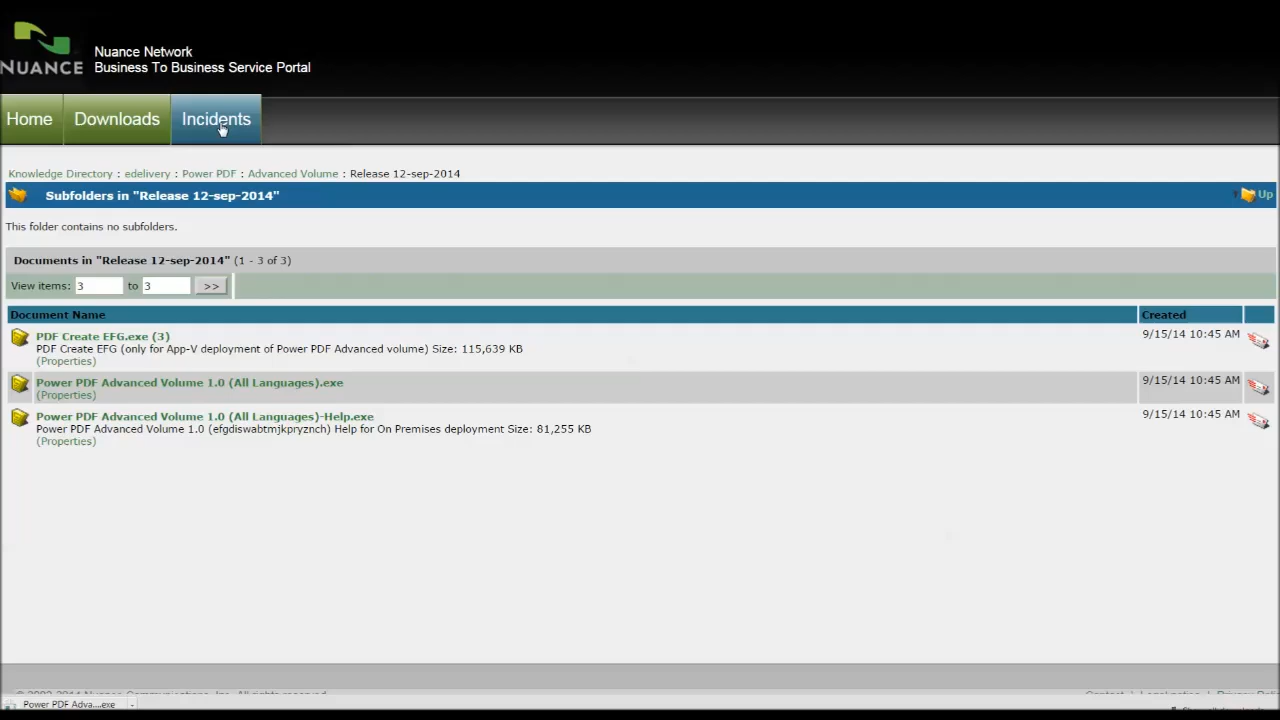 NUANCE
Nuance Network
Business To Business Service Portal
Home
Downloads
Incidents
Knowledge Directory : edelivery : Power PDF : Advanced Volume : Release 12-sep-2014
Subfolders in "Release 12-sep-2014"
Up
This folder contains no subfolders.
Documents in "Release 12-sep-2014" (1 - 3 of 3)
View items: 3 to 3 >>
Document Name
Created
PDF Create EFG.exe (3)
9/15/14 10:45 AM
PDF Create EFG (only for App-V deployment of Power PDF Advanced volume) Size: 115,639 KB
(Properties)
Power PDF Advanced Volume 1.0 (All Languages).exe
9/15/14 10:45 AM
(Properties)
Power PDF Advanced Volume 1.0 (All Languages)-Help.exe
9/15/14 10:45 AM
Power PDF Advanced Volume 1.0 (efgdiswabtmjkpryznch) Help for On Premises deployment Size: 81,255 KB
(Properties)
Power PDF Adva....exe